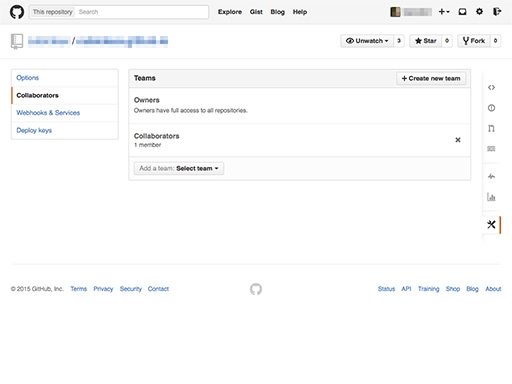 This repository Search Explore Gist Blog Help
/
Unwatch 3 Star 0 Fork 0
Options
Collaborators
Webhooks & Services
Deploy keys
Teams Create new team
Owners
Owners have full access to all repositories.
Collaborators
1 member
Add a team: Select team
© 2015 GitHub, Inc. Terms Privacy Security Contact Status API Training Shop Blog About